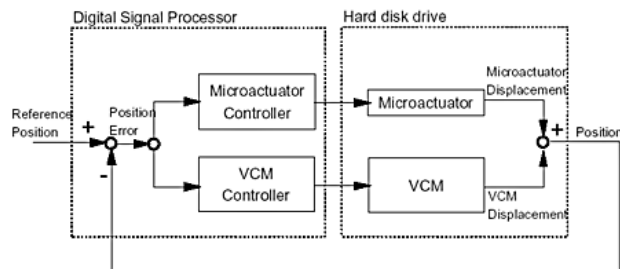 Digital Signal Processor
Hard disk drive
Microactuator
Controller
Microactuator
Microactuator
Displacement
Reference
Position
+
Position
Error
+
Position
-
VCM
Controller
VCM
VCM
Displacement